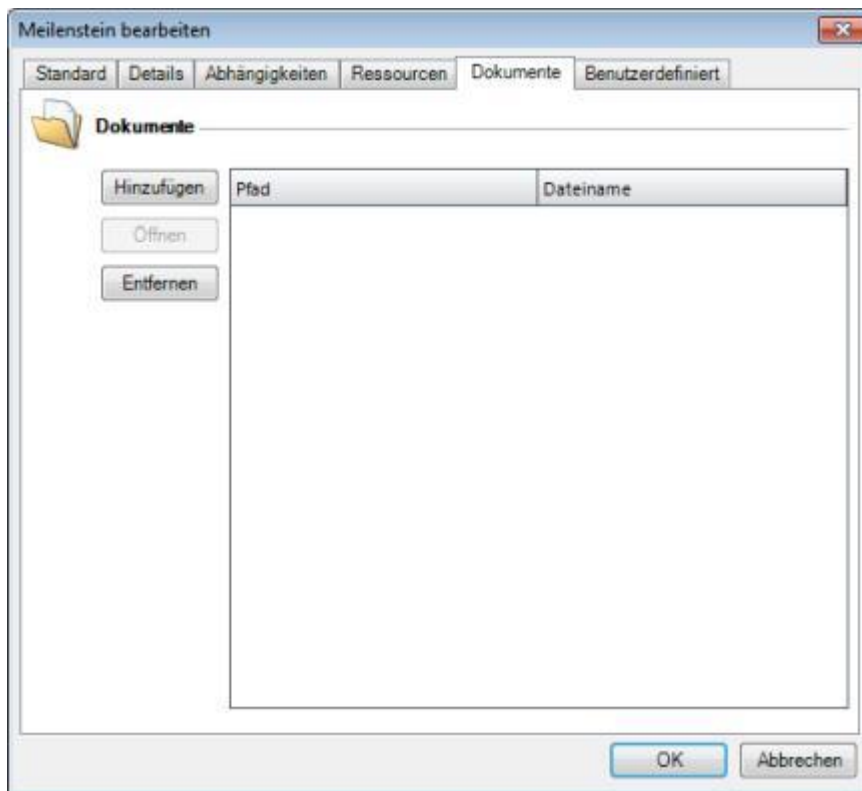 Meilenstein bearbeiten
Standard Details Abhängigkeiten Ressourcen Dokumente Benutzerdefiniert
Dokumente
Hinzufügen Pfad Dateiname
Öffnen
Entfernen
OK Abbrechen